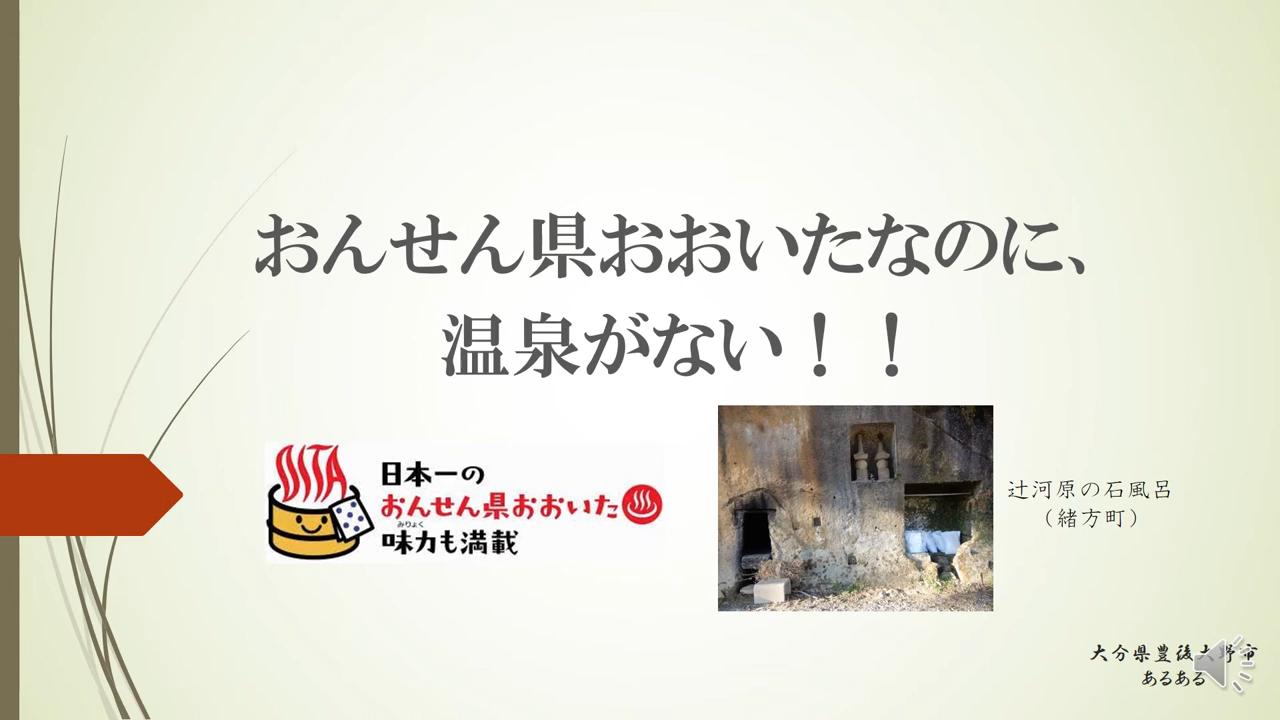 おんせん県おおいたなのに、
温泉がない！！
OITA
日本一の
おんせん県おおいた
みりょく
味力も満載
辻河原の石風呂
（緒方町）
大分県豊後大野市
あるある